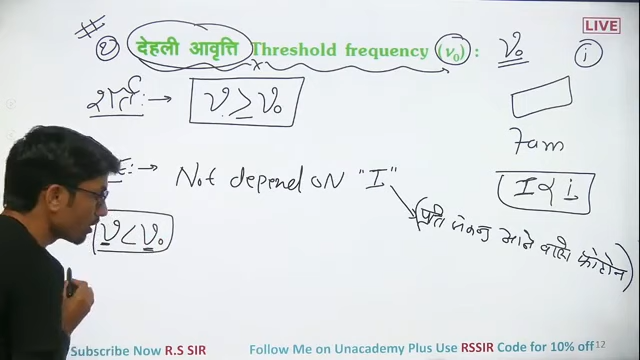 LIVE
② देहली आवृत्ति Threshold frequency (ν₀) : ν₀ i
शर्त :→ ν ≥ ν₀
7am
:→ Not depend ON "I"
I ∝ i
(प्रति सेकण्ड आने वाले फोटोन)
ν < ν₀
Subscribe Now R.S SIR Follow Me on Unacademy Plus Use RSSIR Code for 10% off 12